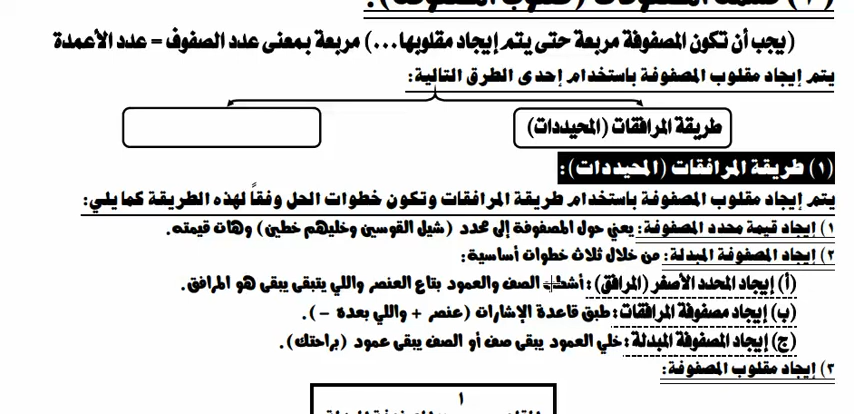 (يجب أن تكون المصفوفة مربعة حتى يتم إيجاد مقلوبها...) مربعة بمعنى عدد الصفوف = عدد الأعمدة
يتم إيجاد مقلوب المصفوفة باستخدام إحدى الطرق التالية:
طريقة المرافقات (المحيددات)
(١) طريقة المرافقات (المحيددات):
يتم إيجاد مقلوب المصفوفة باستخدام طريقة المرافقات وتكون خطوات الحل وفقاً لهذه الطريقة كما يلي:
١) إيجاد قيمة محدد المصفوفة: يعني حول المصفوفة إلى محدد (شيل القوسين وخليهم خطين) وهات قيمته.
٢) إيجاد المصفوفة المبدلة: من خلال ثلاث خطوات أساسية:
(أ) إيجاد المحدد الأصغر (المرافق): أشطب الصف والعمود بتاع العنصر واللي يتبقى يبقى هو المرافق.
(ب) إيجاد مصفوفة المرافقات: طبق قاعدة الإشارات (عنصر + واللي بعده -).
(ج) إيجاد المصفوفة المبدلة: خلي العمود يبقى صف أو الصف يبقى عمود (براحتك).
٣) إيجاد مقلوب المصفوفة:
١